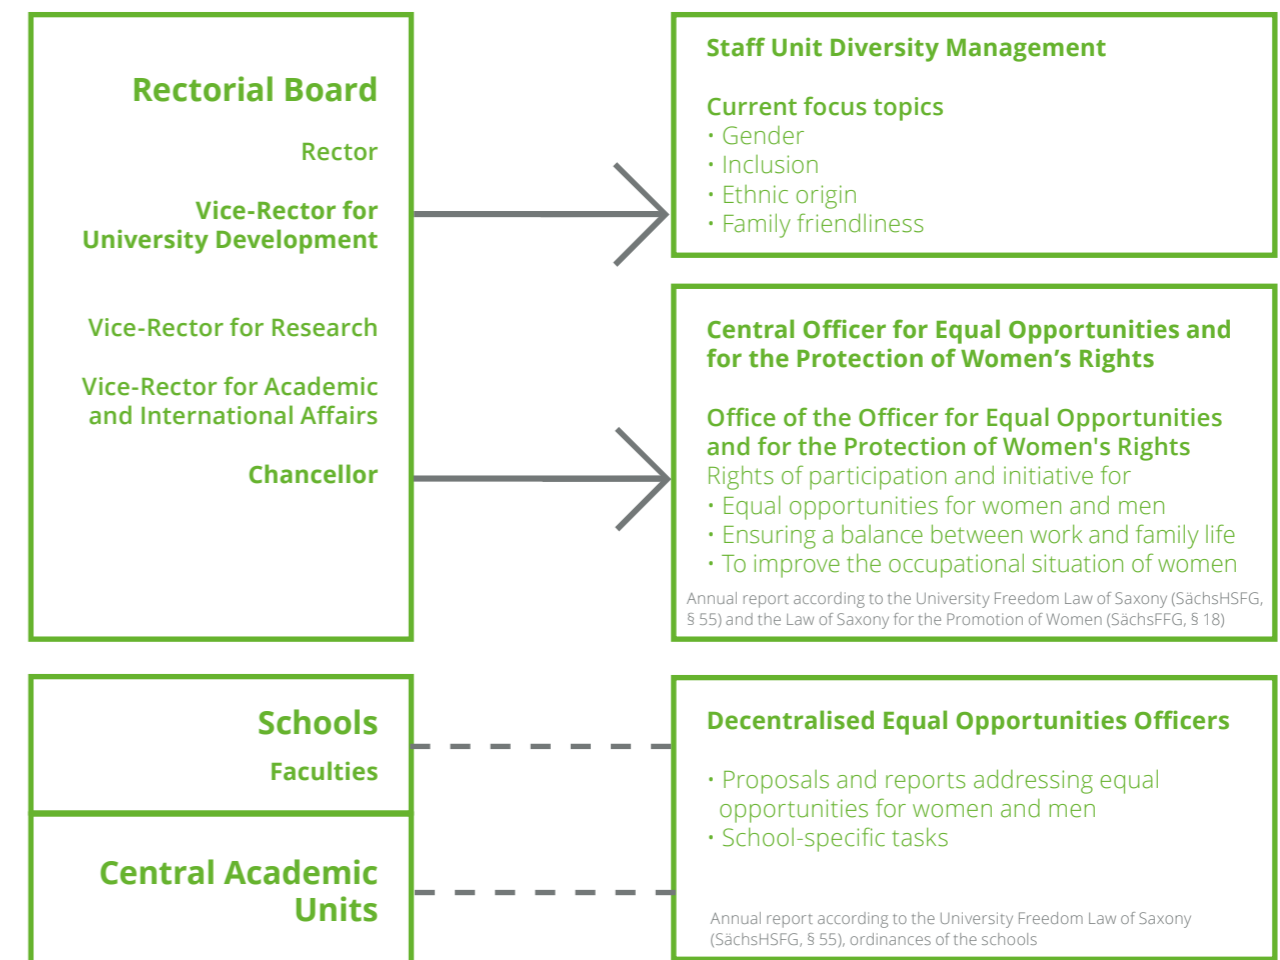 Rectorial Board
Rector
Vice-Rector for
University Development
Vice-Rector for Research
Vice-Rector for Academic
and International Affairs
Chancellor
Staff Unit Diversity Management
Current focus topics
• Gender
• Inclusion
• Ethnic origin
• Family friendliness
Central Officer for Equal Opportunities and
for the Protection of Women’s Rights
Office of the Officer for Equal Opportunities
and for the Protection of Women's Rights
Rights of participation and initiative for
• Equal opportunities for women and men
• Ensuring a balance between work and family life
• To improve the occupational situation of women
Annual report according to the University Freedom Law of Saxony (SächsHSFG,
§ 55) and the Law of Saxony for the Promotion of Women (SächsFFG, § 18)
Schools
Faculties
Central Academic
Units
Decentralised Equal Opportunities Officers
• Proposals and reports addressing equal
opportunities for women and men
• School-specific tasks
Annual report according to the University Freedom Law of Saxony
(SächsHSFG, § 55), ordinances of the schools